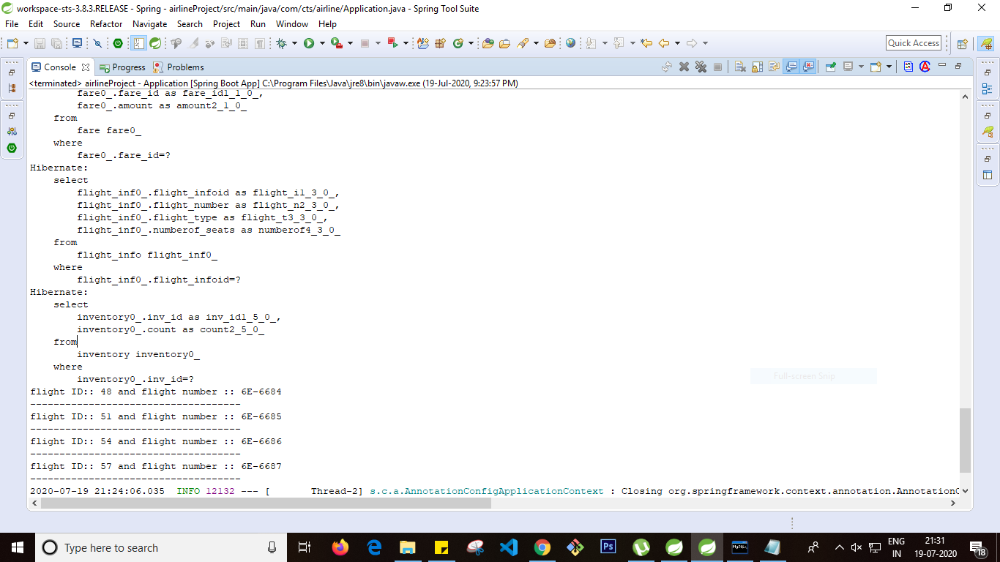 workspace-sts-3.8.3.RELEASE - Spring - airlineProject/src/main/java/com/cts/airline/Application.java - Spring Tool Suite
File Edit Source Refactor Navigate Search Project Run Window Help
Quick Access
Console Progress Problems
<terminated> airlineProject - Application [Spring Boot App] C:\Program Files\Java\jre8\bin\javaw.exe (19-Jul-2020, 9:23:57 PM)
fare0_.fare_id as fare_id1_1_0_,
fare0_.amount as amount2_1_0_
from
fare fare0_
where
fare0_.fare_id=?
Hibernate:
select
flight_inf0_.flight_infoid as flight_i1_3_0_,
flight_inf0_.flight_number as flight_n2_3_0_,
flight_inf0_.flight_type as flight_t3_3_0_,
flight_inf0_.numberof_seats as numberof4_3_0_
from
flight_info flight_inf0_
where
flight_inf0_.flight_infoid=?
Hibernate:
select
inventory0_.inv_id as inv_id1_5_0_,
inventory0_.count as count2_5_0_
from
inventory inventory0_
where
inventory0_.inv_id=?
Full-screen Snip
flight ID:: 48 and flight number :: 6E-6684
------------------------------------
flight ID:: 51 and flight number :: 6E-6685
------------------------------------
flight ID:: 54 and flight number :: 6E-6686
------------------------------------
flight ID:: 57 and flight number :: 6E-6687
------------------------------------
2020-07-19 21:24:06.035 INFO 12132 --- [ Thread-2] s.c.a.AnnotationConfigApplicationContext : Closing org.springframework.context.annotation.AnnotationC
Type here to search
Ps
MySQL
ENG
IN
21:31
19-07-2020
18